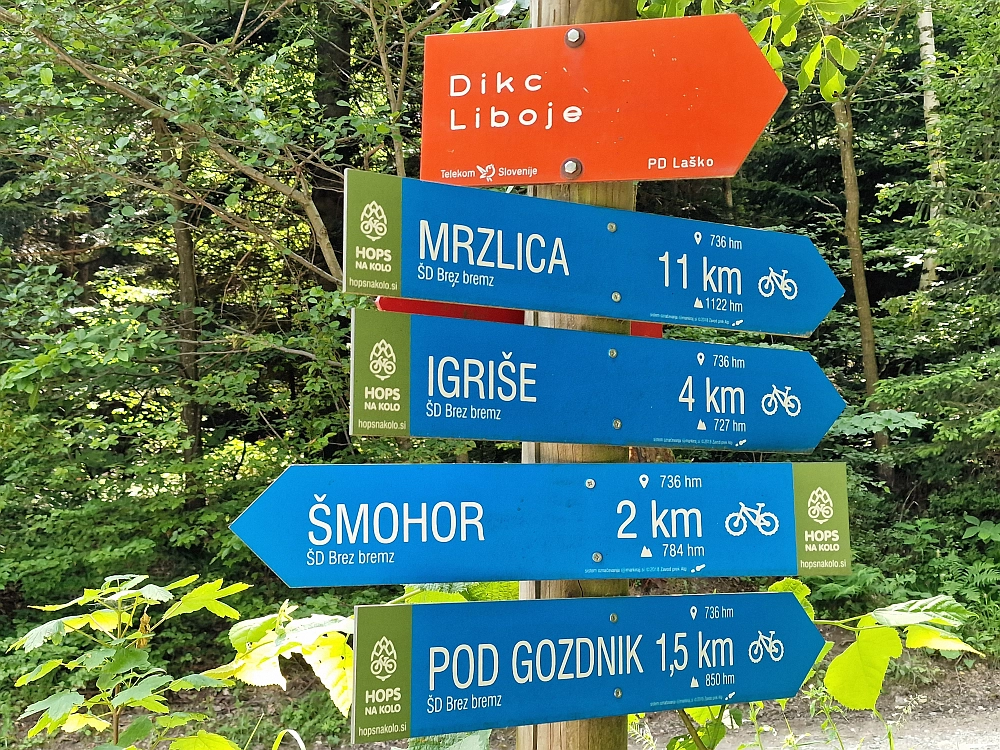 Dikc
Liboje
Telekom Slovenije
PD Laško
HOPS
NA KOLO
hopsnakolo.si
MRZLICA
ŠD Brez bremz
736 hm
11 km
1122 hm
HOPS
NA KOLO
hopsnakolo.si
IGRIŠE
ŠD Brez bremz
736 hm
4 km
727 hm
ŠMOHOR
ŠD Brez bremz
736 hm
2 km
784 hm
HOPS
NA KOLO
hopsnakolo.si
HOPS
NA KOLO
hopsnakolo.si
POD GOZDNIK
ŠD Brez bremz
736 hm
1,5 km
850 hm